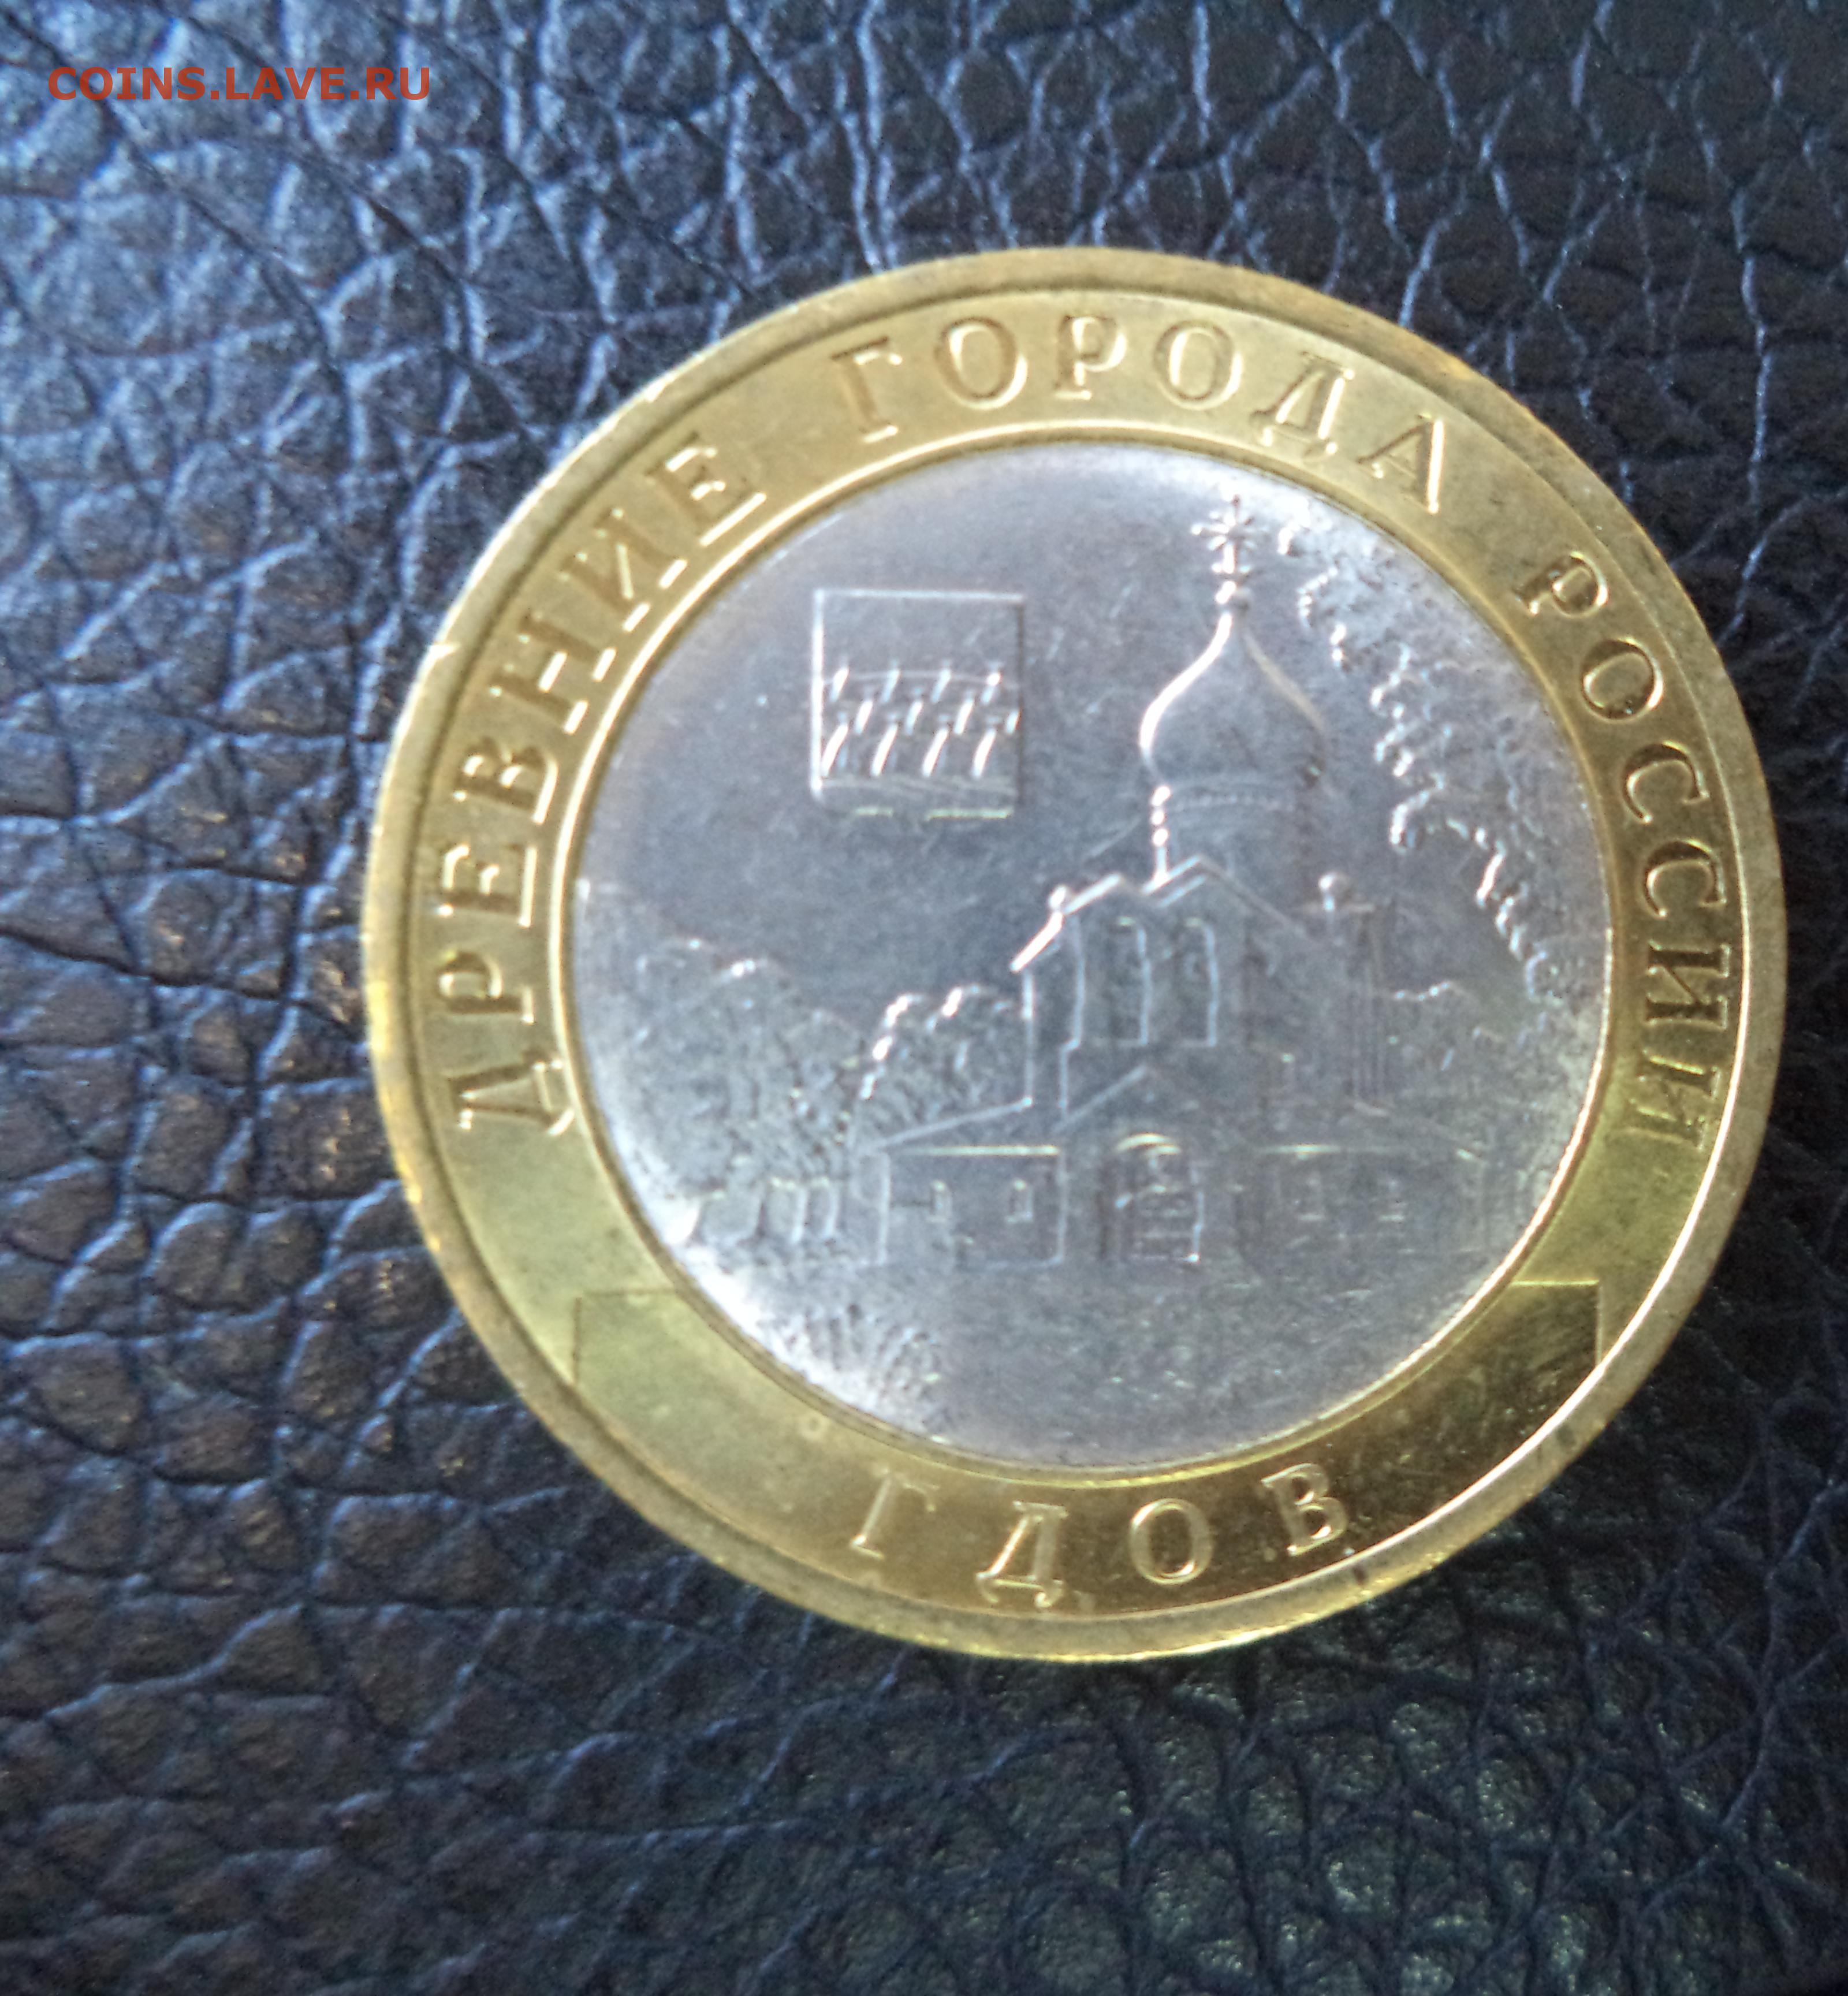 COINS.LAVE.RU
ДРЕВНИЕ ГОРОДА РОССИИ
ГДОВ